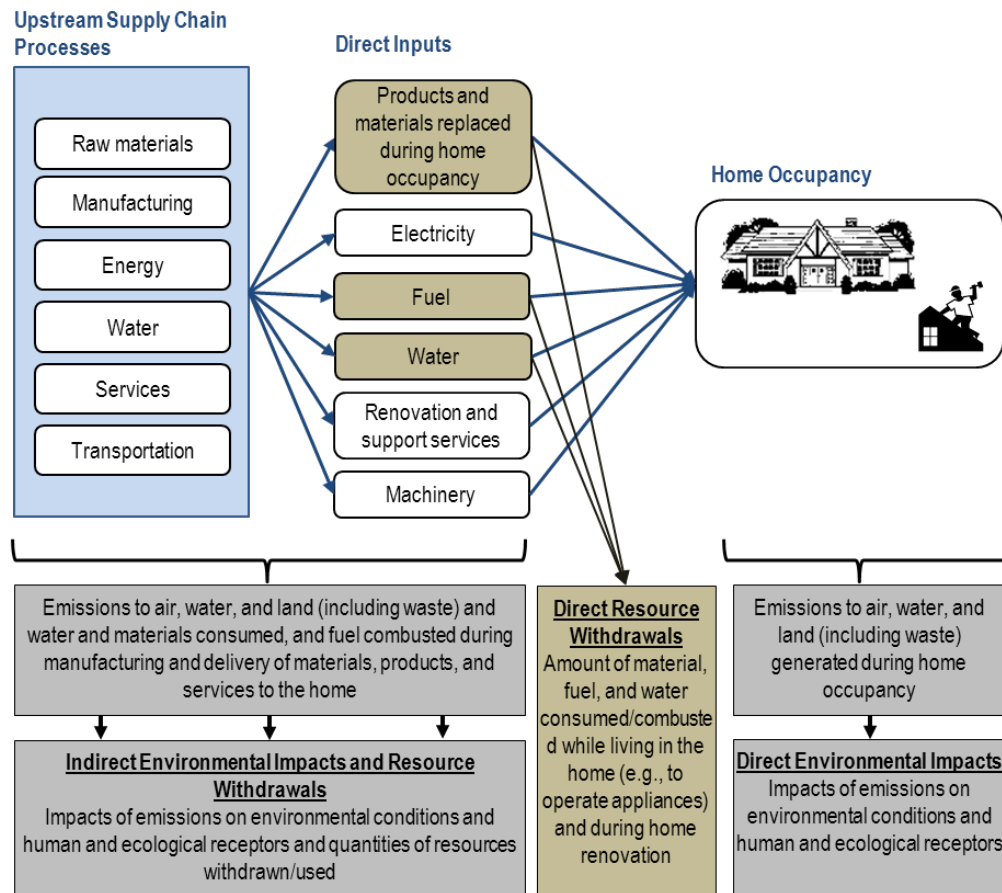 Upstream Supply Chain
Processes
Raw materials
Manufacturing
Energy
Water
Services
Transportation
Direct Inputs
Products and
materials replaced
during home
occupancy
Electricity
Fuel
Water
Renovation and
support services
Machinery
Home Occupancy
Emissions to air, water, and land (including waste) and
water and materials consumed, and fuel combusted during
manufacturing and delivery of materials, products, and
services to the home
Indirect Environmental Impacts and Resource
Withdrawals
Impacts of emissions on environmental conditions and
human and ecological receptors and quantities of resources
withdrawn/used
Direct Resource
Withdrawals
Amount of material,
fuel, and water
consumed/combuste
d while living in the
home (e.g., to
operate appliances)
and during home
renovation
Emissions to air, water, and
land (including waste)
generated during home
occupancy
Direct Environmental Impacts
Impacts of emissions on
environmental conditions and
human and ecological receptors